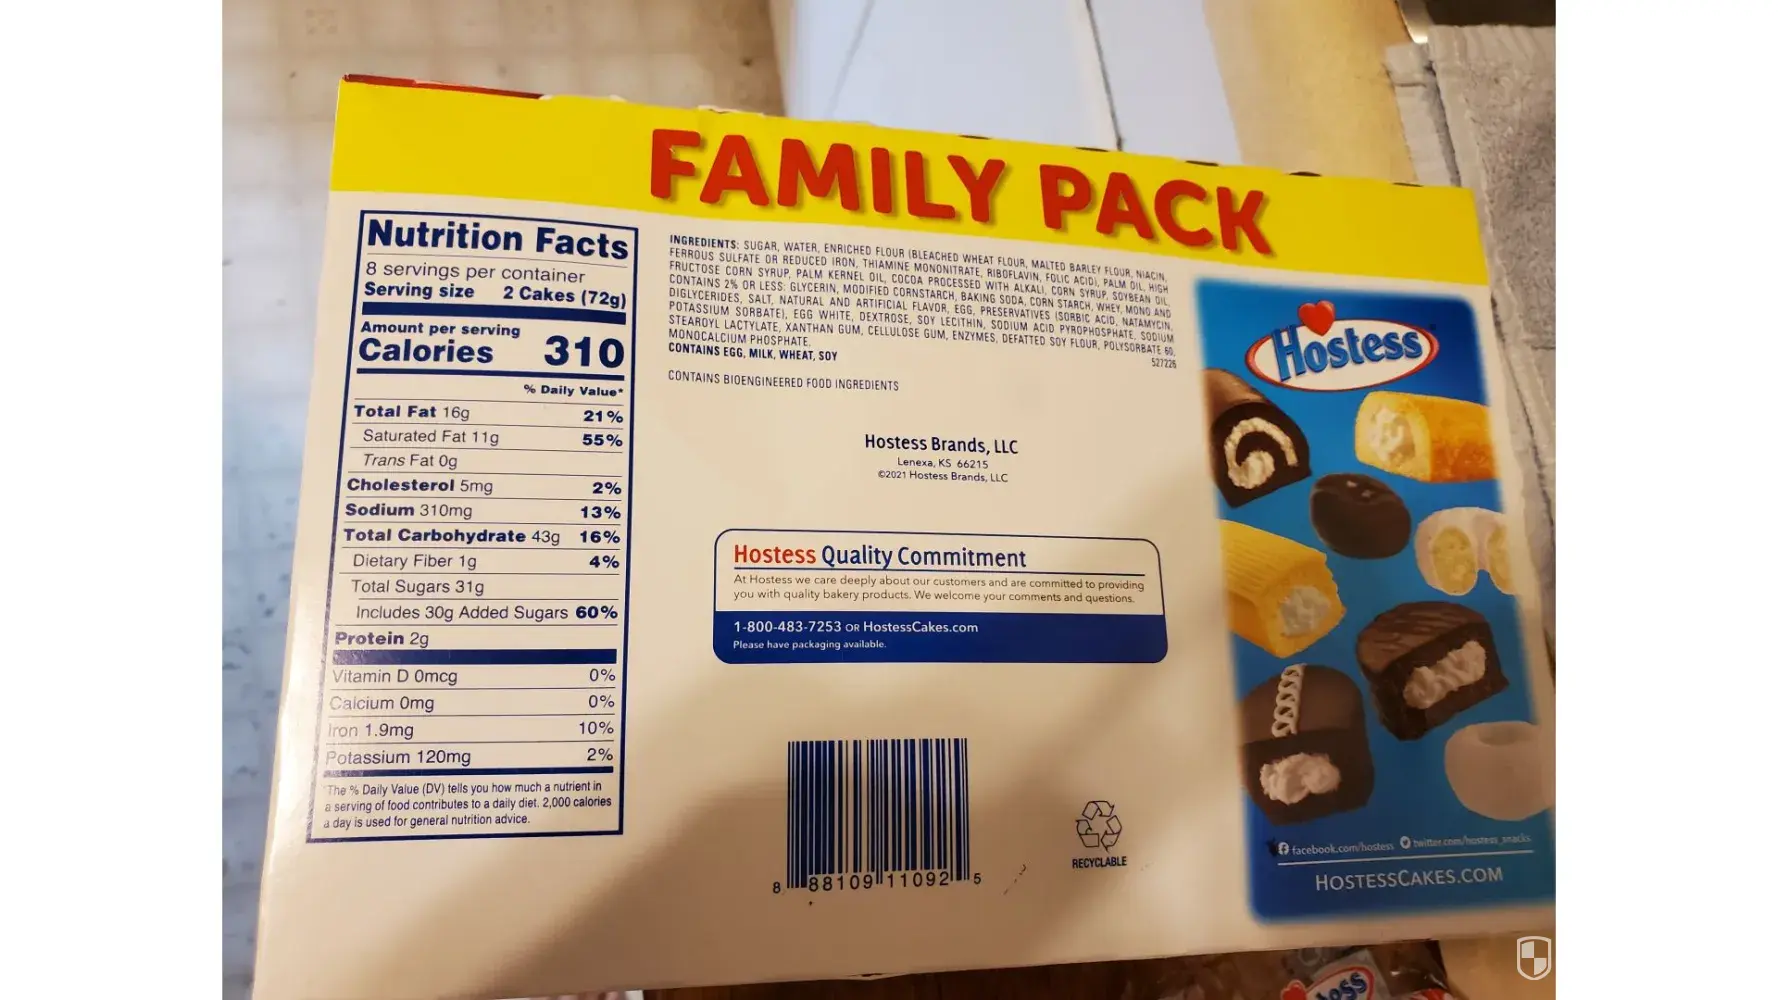 FAMILY PACK
Nutrition Facts
8 servings per container
Serving size 2 Cakes (72g)
Amount per serving
Calories 310
% Daily Value*
Total Fat 16g 21%
Saturated Fat 11g 55%
Trans Fat 0g
Cholesterol 5mg 2%
Sodium 310mg 13%
Total Carbohydrate 43g 16%
Dietary Fiber 1g 4%
Total Sugars 31g
Includes 30g Added Sugars 60%
Protein 2g
Vitamin D 0mcg 0%
Calcium 0mg 0%
Iron 1.9mg 10%
Potassium 120mg 2%
*The % Daily Value (DV) tells you how much a nutrient in
a serving of food contributes to a daily diet. 2,000 calories
a day is used for general nutrition advice.
INGREDIENTS: SUGAR, WATER, ENRICHED FLOUR (BLEACHED WHEAT FLOUR, MALTED BARLEY FLOUR, NIACIN,
FERROUS SULFATE OR REDUCED IRON, THIAMINE MONONITRATE, RIBOFLAVIN, FOLIC ACID), PALM OIL, HIGH
FRUCTOSE CORN SYRUP, PALM KERNEL OIL, COCOA PROCESSED WITH ALKALI, CORN SYRUP, SOYBEAN OIL,
CONTAINS 2% OR LESS: GLYCERIN, MODIFIED CORNSTARCH, BAKING SODA, CORN STARCH, WHEY, MONO AND
DIGLYCERIDES, SALT, NATURAL AND ARTIFICIAL FLAVOR, EGG, PRESERVATIVES (SORBIC ACID, NATAMYCIN,
POTASSIUM SORBATE), EGG WHITE, DEXTROSE, SOY LECITHIN, SODIUM ACID PYROPHOSPHATE, SODIUM
STEAROYL LACTYLATE, XANTHAN GUM, CELLULOSE GUM, ENZYMES, DEFATTED SOY FLOUR, POLYSORBATE 60,
MONOCALCIUM PHOSPHATE.
527226
CONTAINS EGG, MILK, WHEAT, SOY
CONTAINS BIOENGINEERED FOOD INGREDIENTS
Hostess Brands, LLC
Lenexa, KS 66215
©2021 Hostess Brands, LLC
Hostess Quality Commitment
At Hostess we care deeply about our customers and are committed to providing
you with quality bakery products. We welcome your comments and questions.
1-800-483-7253 OR HostessCakes.com
Please have packaging available.
8 88109 11092 5
RECYCLABLE
Hostess
facebook.com/hostess twitter.com/hostess_snacks
HOSTESSCAKES.COM